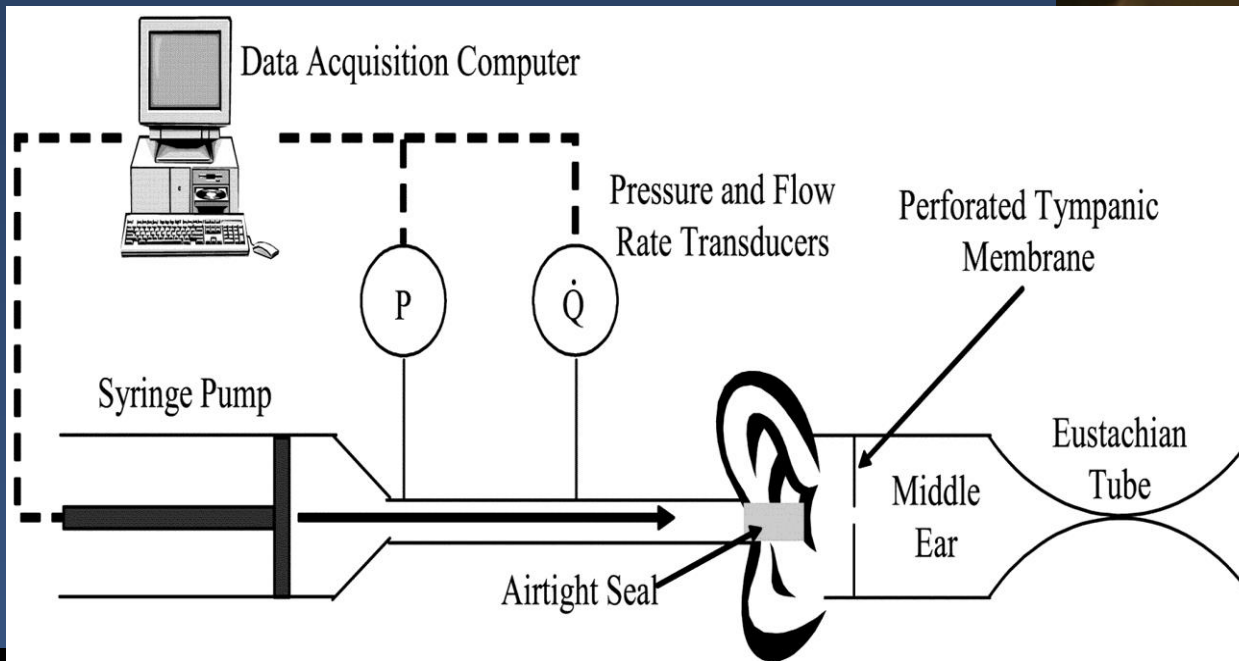 Data Acquisition Computer
Pressure and Flow
Rate Transducers
Perforated Tympanic
Membrane
P
Q̇
Syringe Pump
Eustachian
Tube
Middle
Ear
Airtight Seal